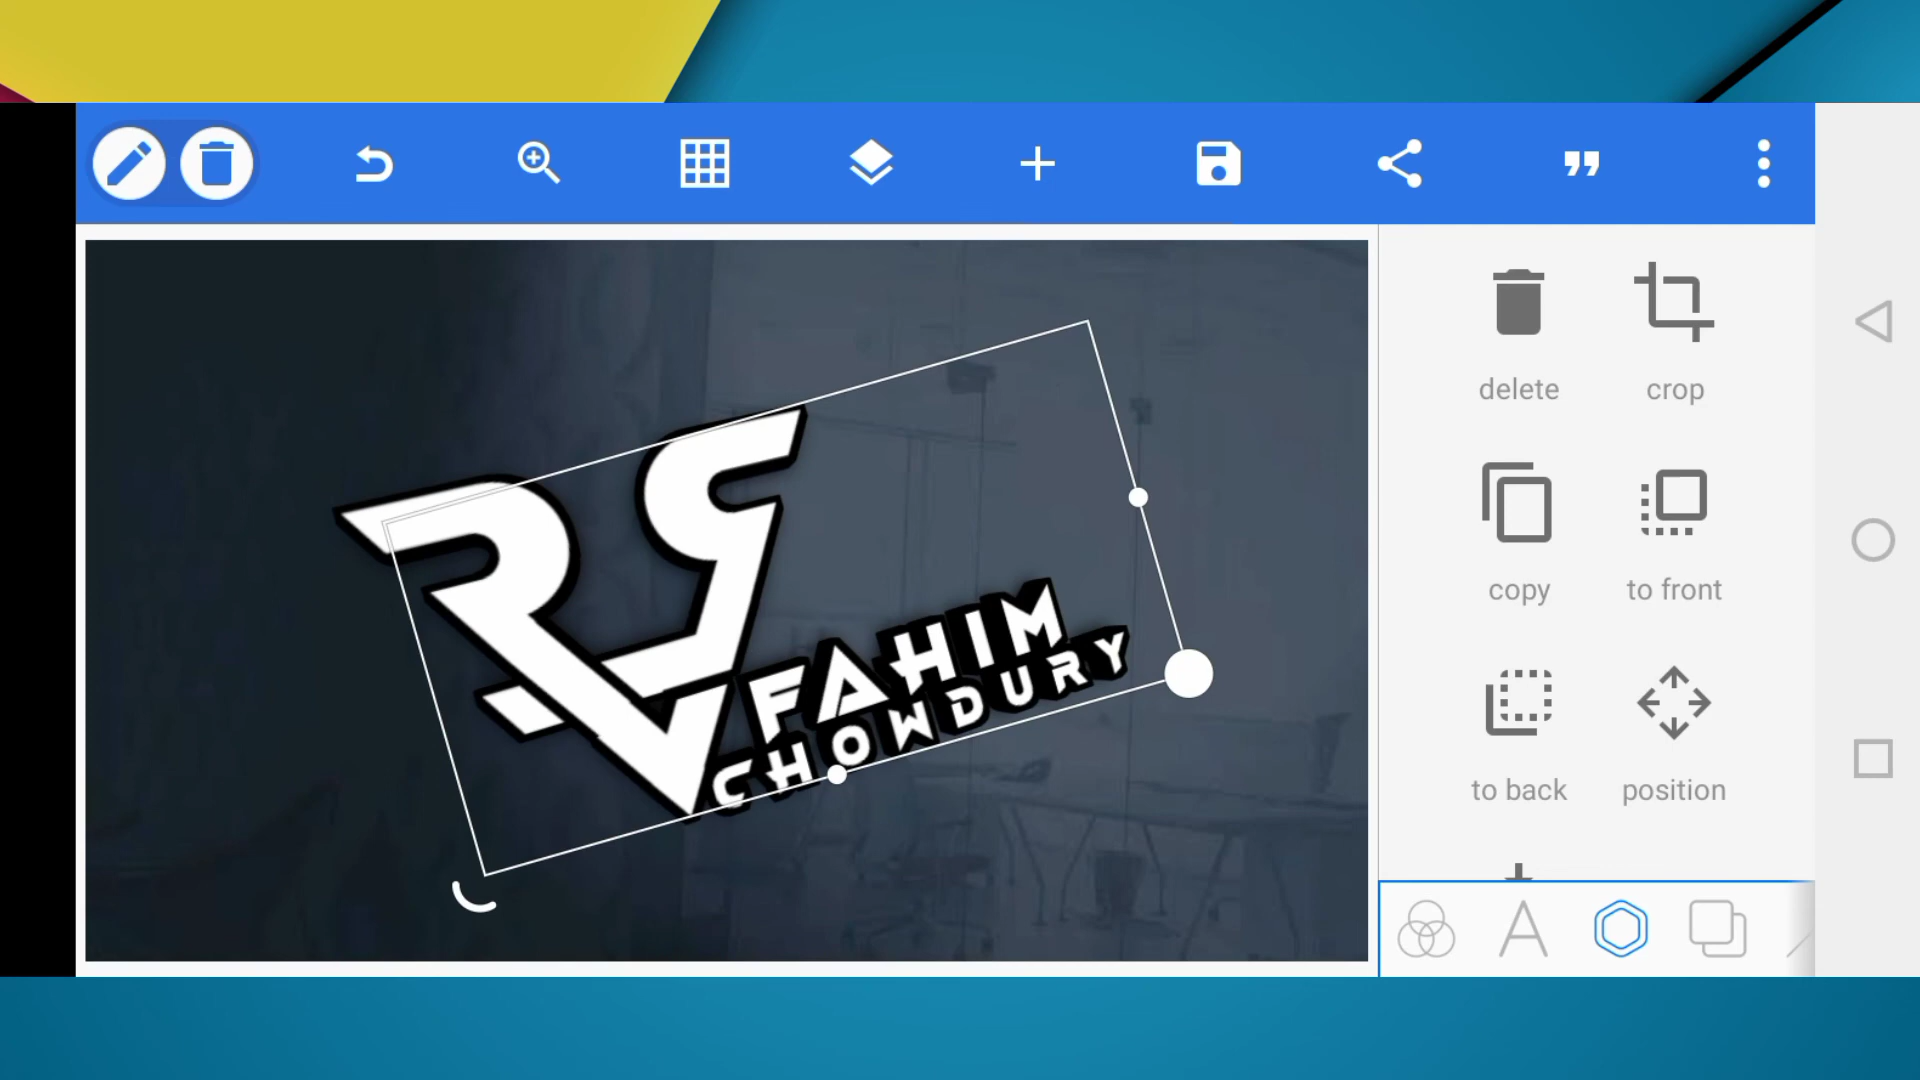 delete
crop
RS
FAHIM
CHOWDURY
copy
to front
to back
position